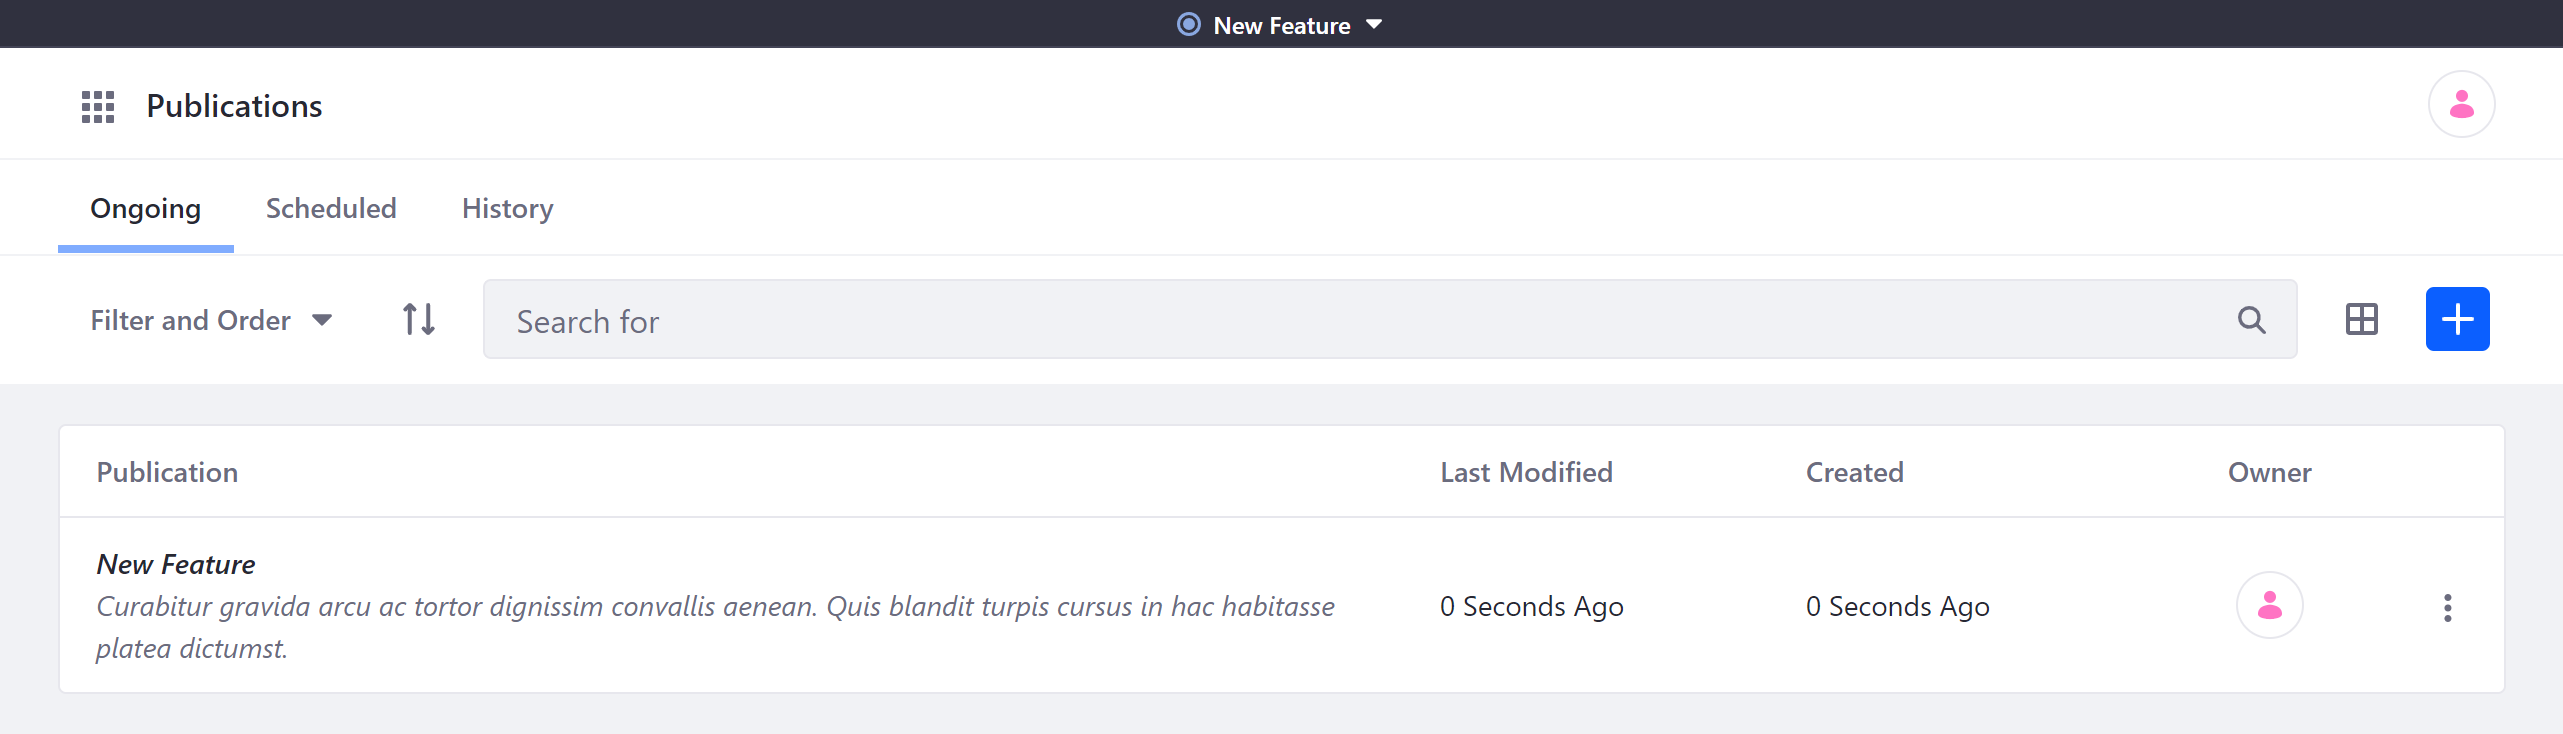 New Feature
Publications
Ongoing Scheduled History
Filter and Order Search for
Publication Last Modified Created Owner
New Feature
Curabitur gravida arcu ac tortor dignissim convallis aenean. Quis blandit turpis cursus in hac habitasse
platea dictumst.
0 Seconds Ago 0 Seconds Ago